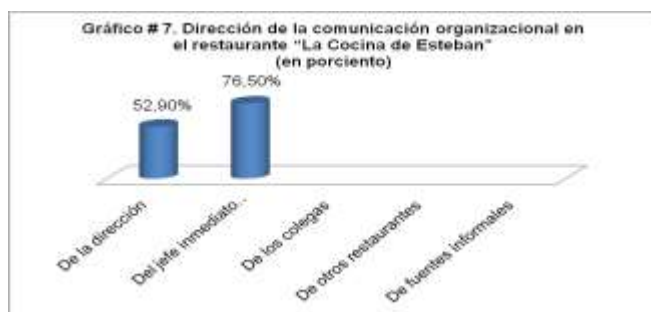 Gráfico # 7. Dirección de la comunicación organizacional en
el restaurante "La Cocina de Esteban"
(en porciento)
76,50%
52,90%
De la dirección
Del jefe inmediato...
De los colegas
De otros restaurantes
De fuentes informales